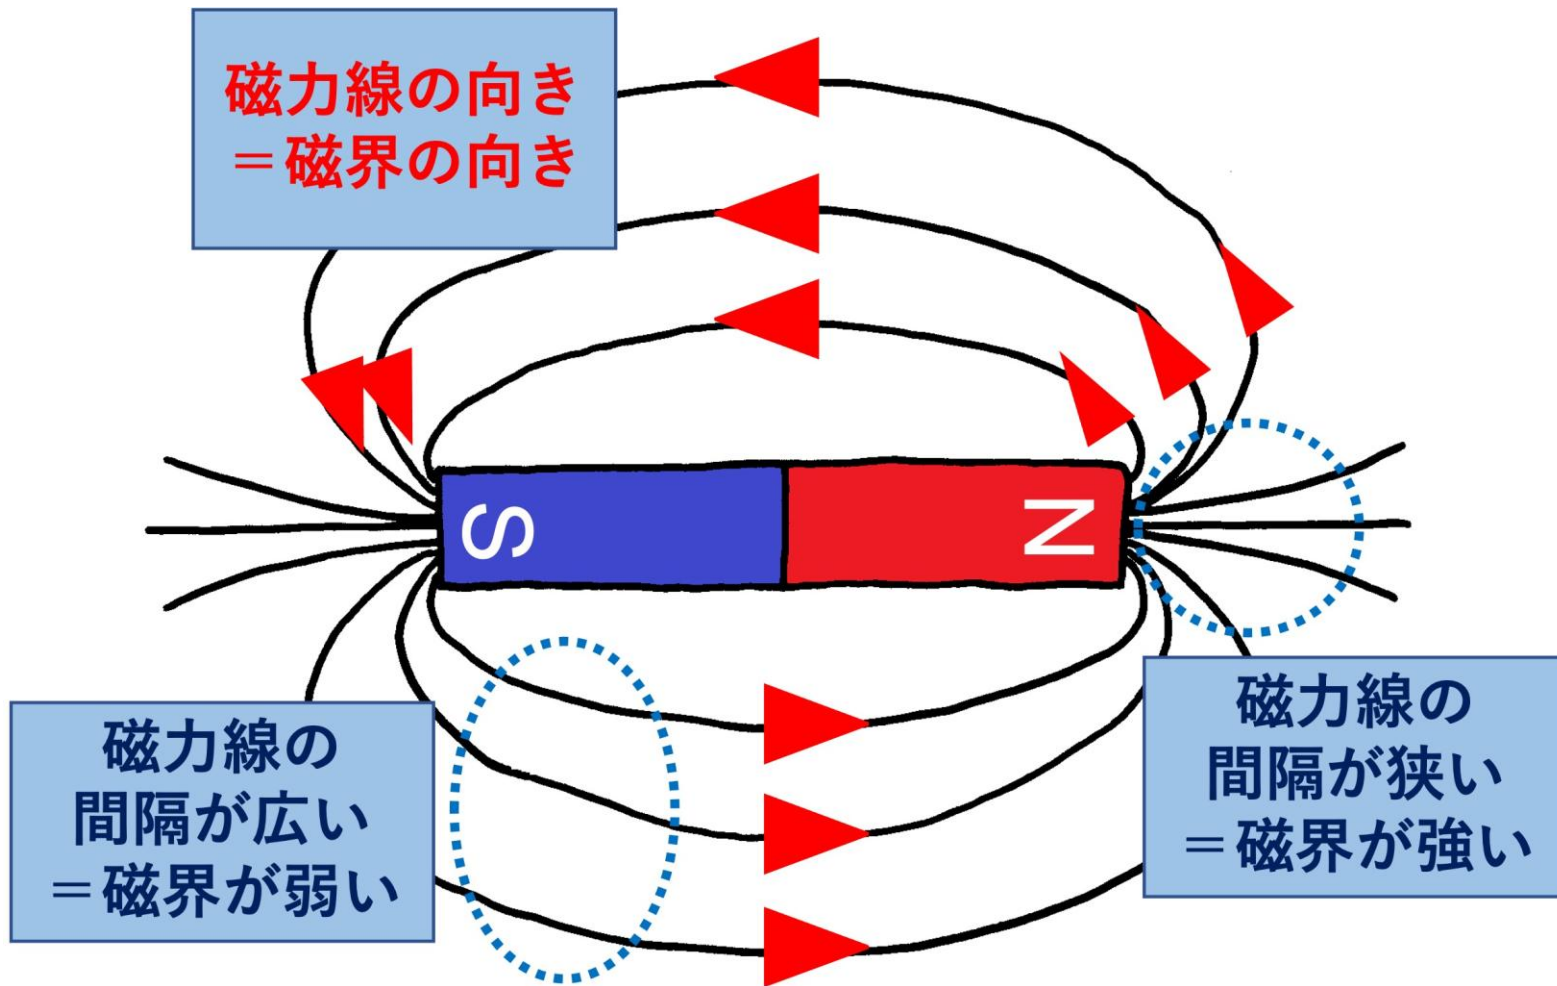 磁力線の向き
＝磁界の向き
S
N
磁力線の
間隔が広い
＝磁界が弱い
磁力線の
間隔が狭い
＝磁界が強い